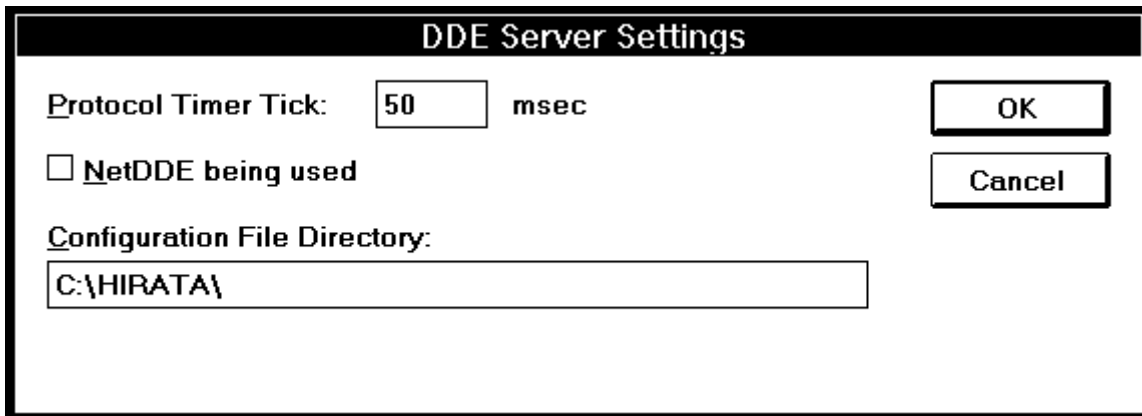 DDE Server Settings
Protocol Timer Tick: 50 msec
OK
NetDDE being used
Cancel
Configuration File Directory:
C:\HIRATA\